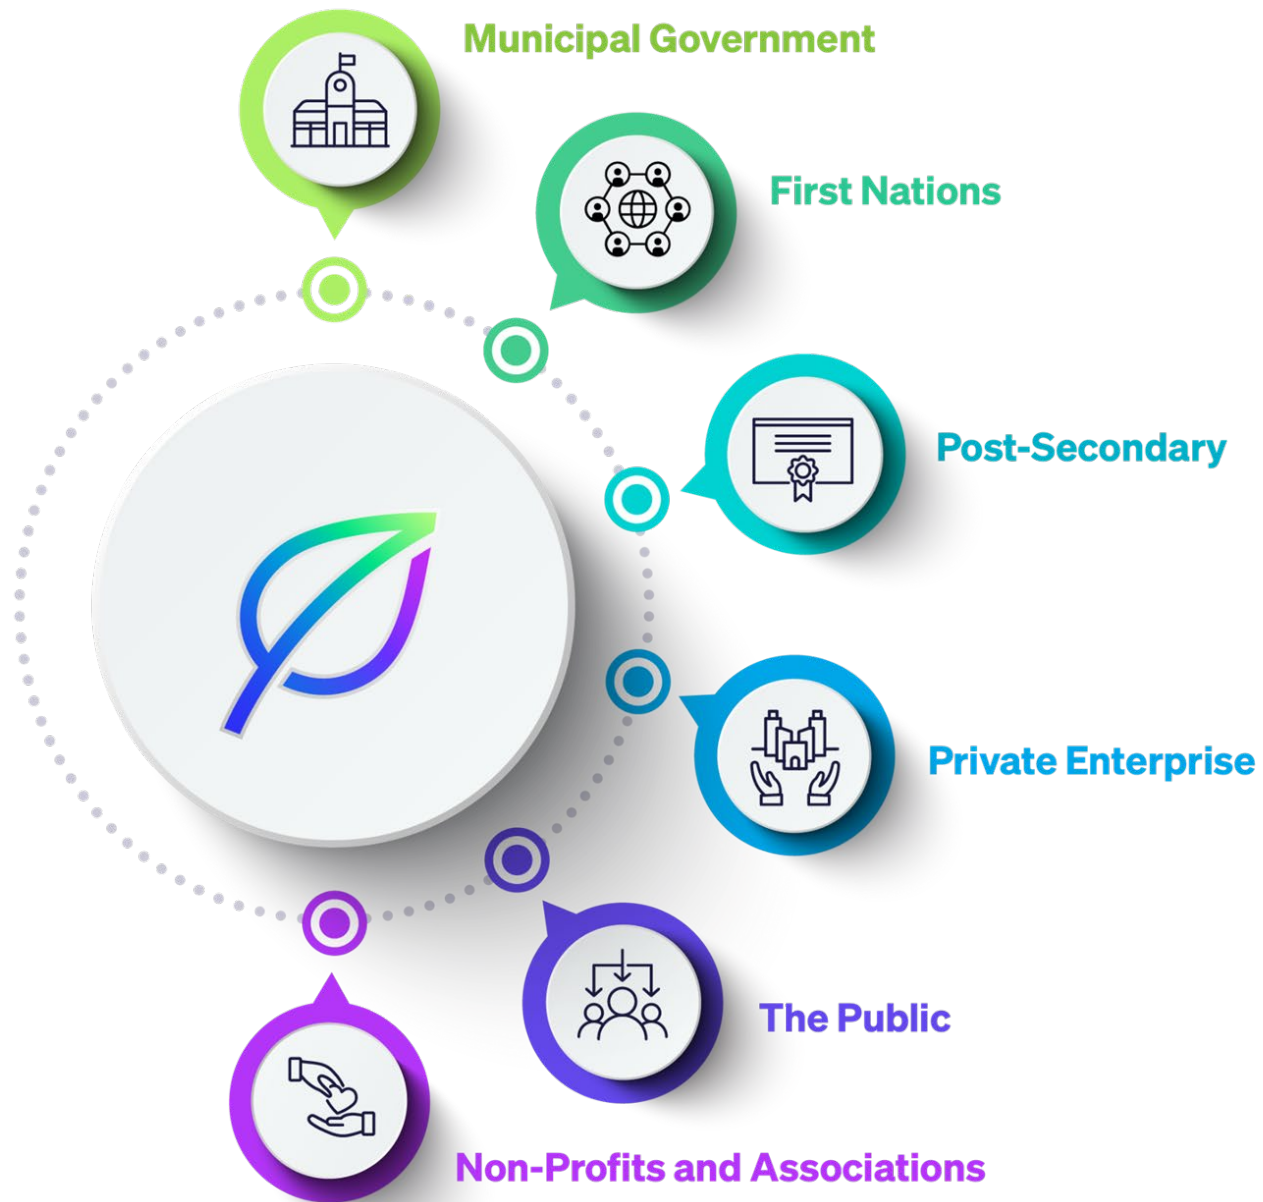 Municipal Government
First Nations
Post-Secondary
Private Enterprise
The Public
Non-Profits and Associations